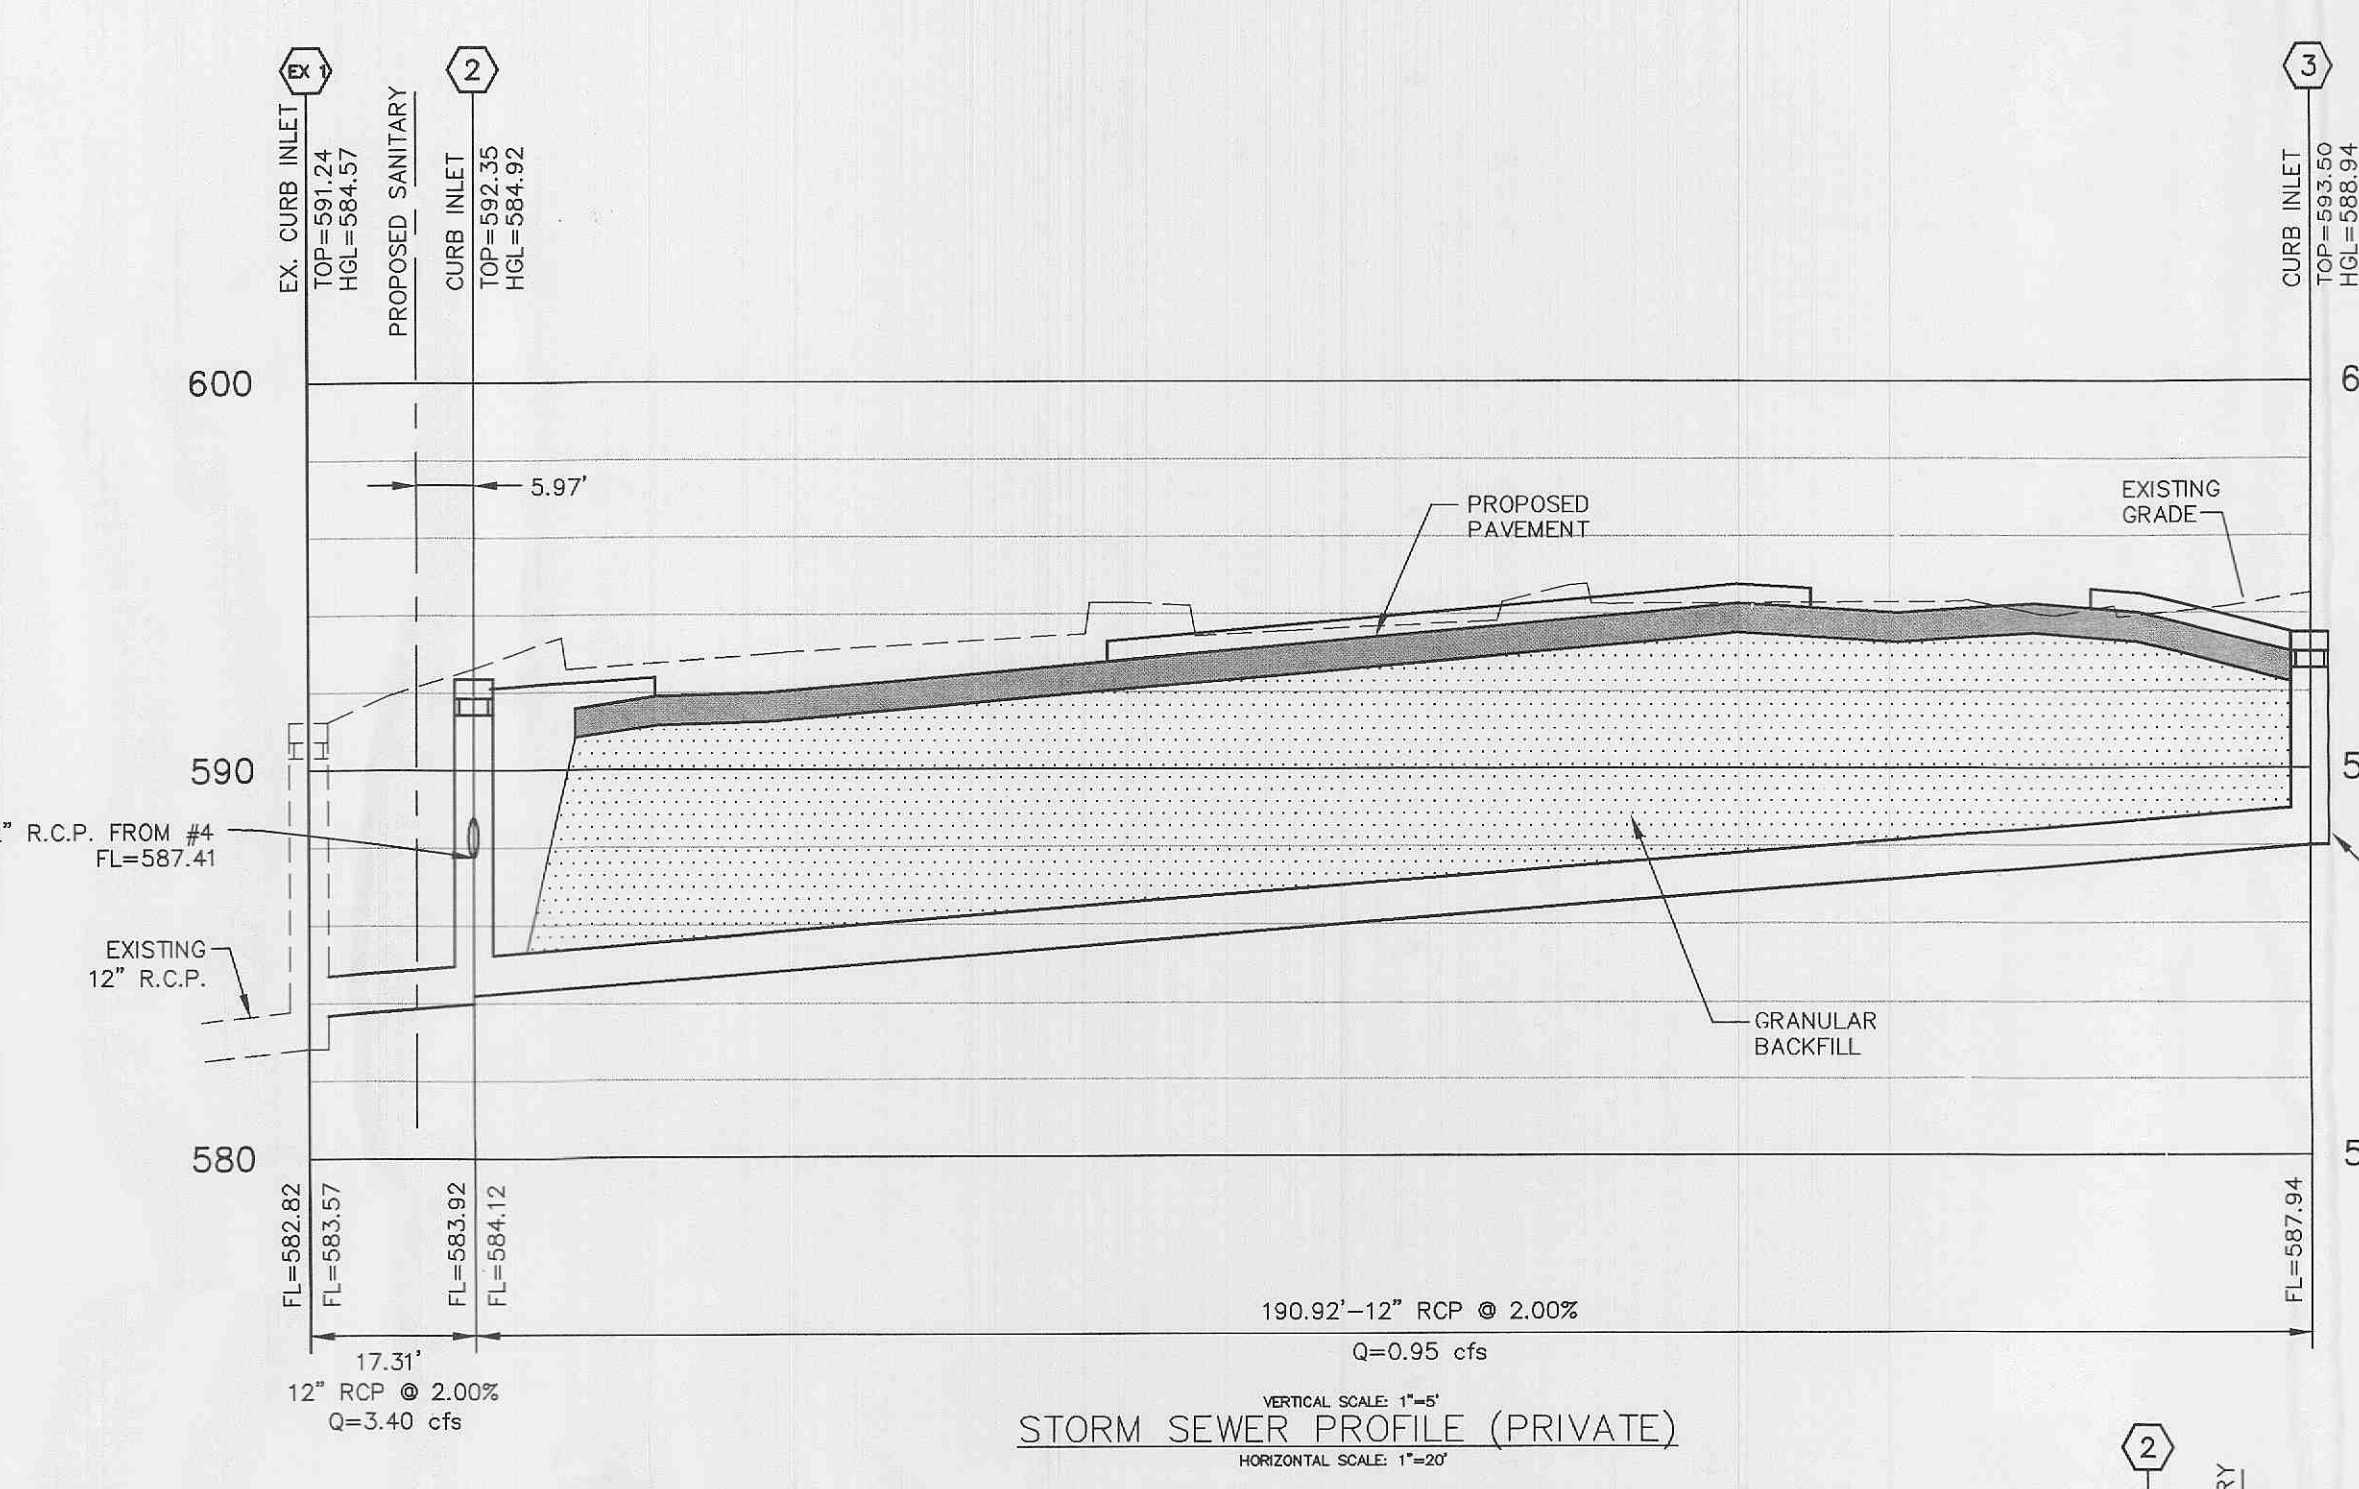 EX 1
2
3
EX. CURB INLET
TOP=591.24
HGL=584.57
PROPOSED SANITARY
CURB INLET
TOP=592.35
HGL=584.92
CURB INLET
TOP=593.50
HGL=588.94
600
5.97'
PROPOSED
PAVEMENT
EXISTING
GRADE
590
" R.C.P. FROM #4
FL=587.41
EXISTING
12" R.C.P.
GRANULAR
BACKFILL
580
FL=582.82
FL=583.57
FL=583.92
FL=584.12
FL=587.94
190.92'-12" RCP @ 2.00%
Q=0.95 cfs
17.31'
12" RCP @ 2.00%
Q=3.40 cfs
VERTICAL SCALE: 1"=5'
STORM SEWER PROFILE (PRIVATE)
HORIZONTAL SCALE: 1"=20'
2